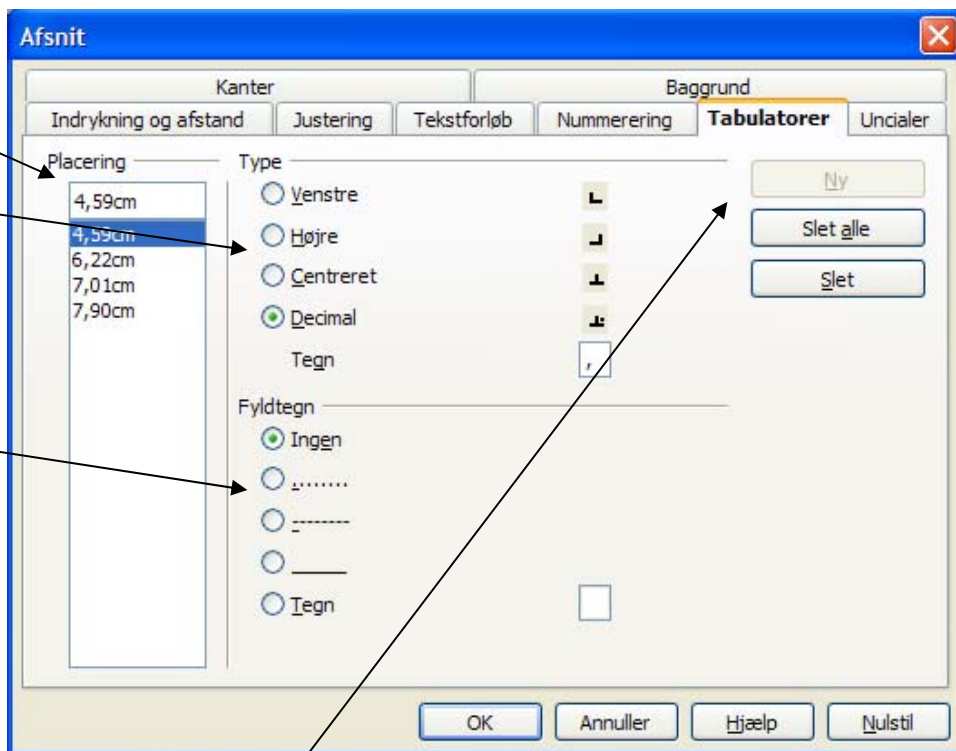 Afsnit
Kanter
Baggrund
Indrykning og afstand
Justering
Tekstforløb
Nummerering
Tabulatorer
Uncialer
Placering
4,59cm
4,59cm
6,22cm
7,01cm
7,90cm
Type
Venstre
Højre
Centreret
Decimal
Tegn
,
Fyldtegn
Ingen
........
--------
_____
Tegn
Ny
Slet alle
Slet
OK
Annuller
Hjælp
Nulstil